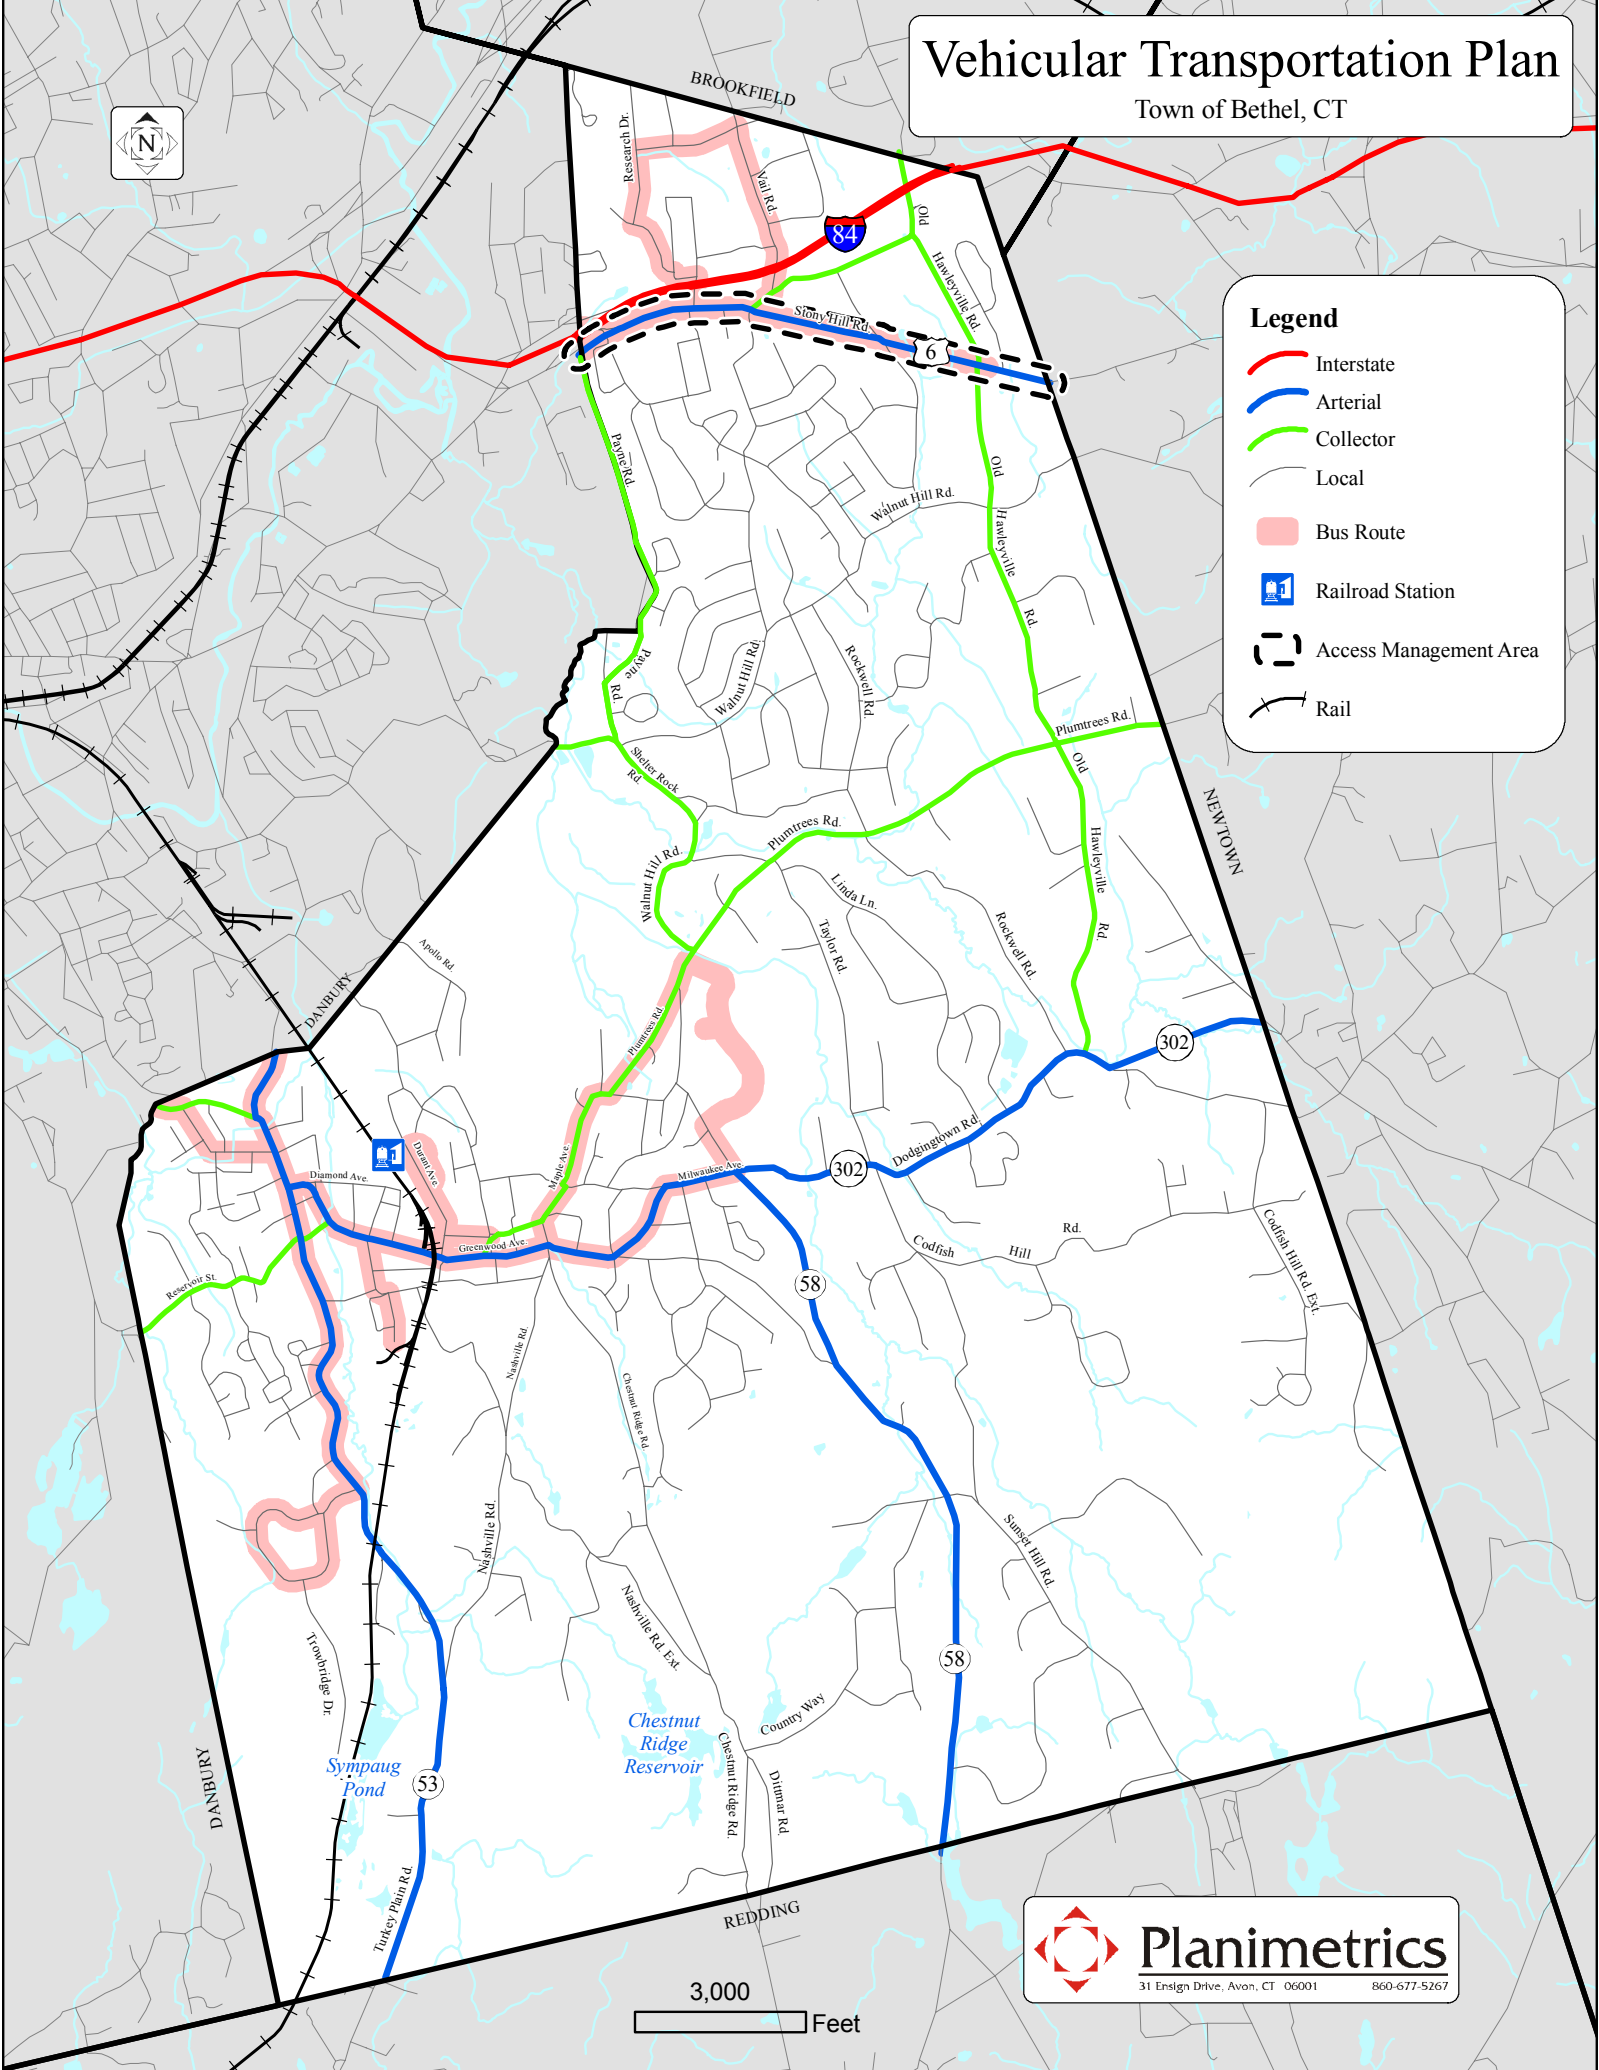 Vehicular Transportation Plan
Town of Bethel, CT
BROOKFIELD
N
Research Dr.
Vail Rd.
84
Old
Hawleyville Rd.
Stony Hill Rd.
6
Legend
Interstate
Arterial
Collector
Local
Bus Route
Railroad Station
Access Management Area
Rail
Payne Rd.
Old
Hawleyville
Rd.
Walnut Hill Rd.
Payne
Rd.
Walnut Hill Rd.
Rockwell Rd.
Plumtrees Rd.
Old
Hawleyville
Rd.
Shelter Rock
Rd.
NEWTOWN
Plumtrees Rd.
Walnut Hill Rd.
Linda Ln.
Taylor Rd.
Rockwell Rd.
Apollo Rd.
DANBURY
Plumtrees Rd.
302
Dodgingtown Rd.
302
Durant Ave.
Diamond Ave.
Maple Ave.
Milwaukee Ave.
Greenwood Ave.
Reservoir St.
Codfish
Hill
Rd.
Codfish Hill Rd. Ext.
58
Nashville Rd.
Chestnut Ridge Rd.
Nashville Rd.
Sunset Hill Rd.
Nashville Rd. Ext.
Trowbridge Dr.
58
Country Way
Chestnut
Ridge
Reservoir
Sympaug
Pond
53
Chestnut Ridge Rd.
Dittmar Rd.
DANBURY
Turkey Plain Rd.
REDDING
3,000
Feet
Planimetrics
31 Ensign Drive, Avon, CT 06001 860-677-5267